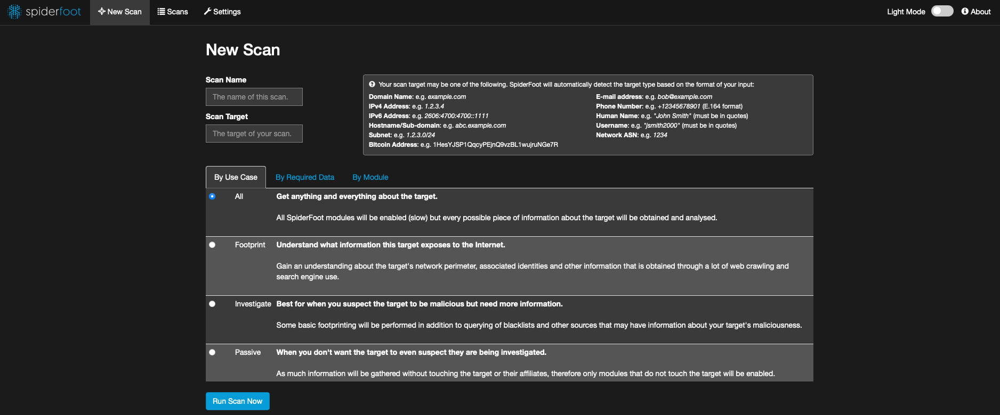 spiderfoot New Scan Scans Settings Light Mode About
New Scan
Scan Name
The name of this scan.
Scan Target
The target of your scan.
Your scan target may be one of the following. SpiderFoot will automatically detect the target type based on the format of your input:
Domain Name: e.g. example.com
IPv4 Address: e.g. 1.2.3.4
IPv6 Address: e.g. 2606:4700:4700::1111
Hostname/Sub-domain: e.g. abc.example.com
Subnet: e.g. 1.2.3.0/24
Bitcoin Address: e.g. 1HesYJSP1QqcyPEjnQ9vzBL1wujruNGe7R
E-mail address: e.g. bob@example.com
Phone Number: e.g. +12345678901 (E.164 format)
Human Name: e.g. "John Smith" (must be in quotes)
Username: e.g. "jsmith2000" (must be in quotes)
Network ASN: e.g. 1234
By Use Case By Required Data By Module
All Get anything and everything about the target.
All SpiderFoot modules will be enabled (slow) but every possible piece of information about the target will be obtained and analysed.
Footprint Understand what information this target exposes to the Internet.
Gain an understanding about the target's network perimeter, associated identities and other information that is obtained through a lot of web crawling and
search engine use.
Investigate Best for when you suspect the target to be malicious but need more information.
Some basic footprinting will be performed in addition to querying of blacklists and other sources that may have information about your target's maliciousness.
Passive When you don't want the target to even suspect they are being investigated.
As much information will be gathered without touching the target or their affiliates, therefore only modules that do not touch the target will be enabled.
Run Scan Now